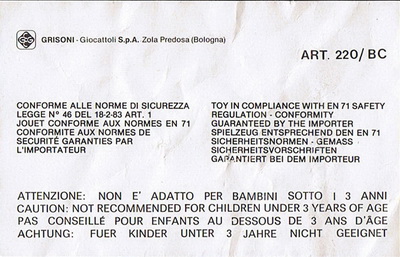 GRISONI - Giocattoli S.p.A. Zola Predosa (Bologna)
ART. 220/BC
CONFORME ALLE NORME DI SICUREZZA
LEGGE N° 46 DEL 18-2-83 ART. 1
JOUET CONFORME AUX NORMES EN 71
CONFORMITE AUX NORMES DE
SECURITÉ GARANTIES PAR
L'IMPORTATEUR
TOY IN COMPLIANCE WITH EN 71 SAFETY
REGULATION - CONFORMITY
GUARANTEED BY THE IMPORTER
SPIELZEUG ENTSPRECHEND DEN EN 71
SICHERHEITSNORMEN - GEMASS
SICHERHEITSVORSCHRIFTEN
GARANTIERT BEI DEM IMPORTEUR
ATTENZIONE: NON E' ADATTO PER BAMBINI SOTTO I 3 ANNI
CAUTION: NOT RECOMMENDED FOR CHILDREN UNDER 3 YEARS OF AGE
PAS CONSEILLÉ POUR ENFANTS AU DESSOUS DE 3 ANS D'ÂGE
ACHTUNG: FUER KINDER UNTER 3 JAHRE NICHT GEEIGNET